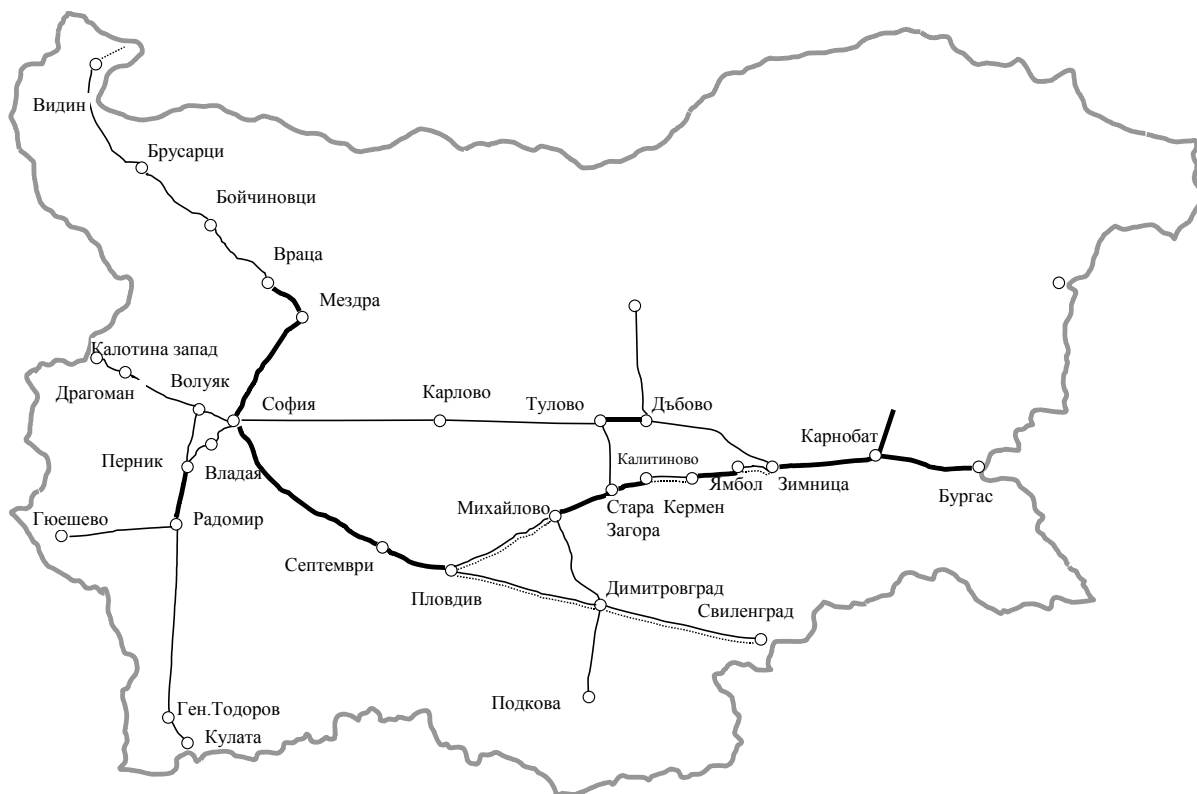 Видин
Брусарци
Бойчиновци
Враца
Мездра
Калотина запад
Драгоман
Волуяк
София
Карлово
Тулово
Дъбово
Карнобат
Перник
Владая
Калитиново
Ямбол
Зимница
Бургас
Гюешево
Радомир
Михайлово
Стара
Загора
Кермен
Септември
Пловдив
Димитровград
Свиленград
Подкова
Ген.Тодоров
Кулата